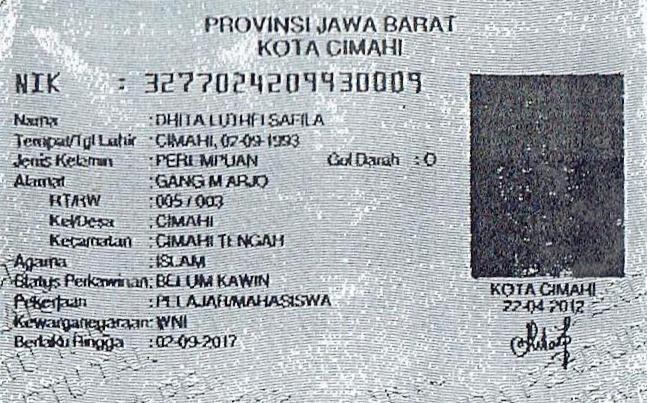 PROVINSI JAWA BARAT
KOTA CIMAHI
NIK : 3277024209930009
Nama : DHITA LUTHFI SAFILA
Tempat/Tgl Lahir : CIMAHI, 02-09-1993
Jenis Kelamin : PEREMPUAN Gol Darah : O
Alamat : GANG M ARJO
RT/RW : 005 / 003
Kel/Desa : CIMAHI
Kecamatan : CIMAHI TENGAH
Agama : ISLAM
Status Perkawinan: BELUM KAWIN
Pekerjaan : PELAJAR/MAHASISWA
Kewarganegaraan: WNI
Berlaku Hingga : 02-09-2017
KOTA CIMAHI
22-04-2012